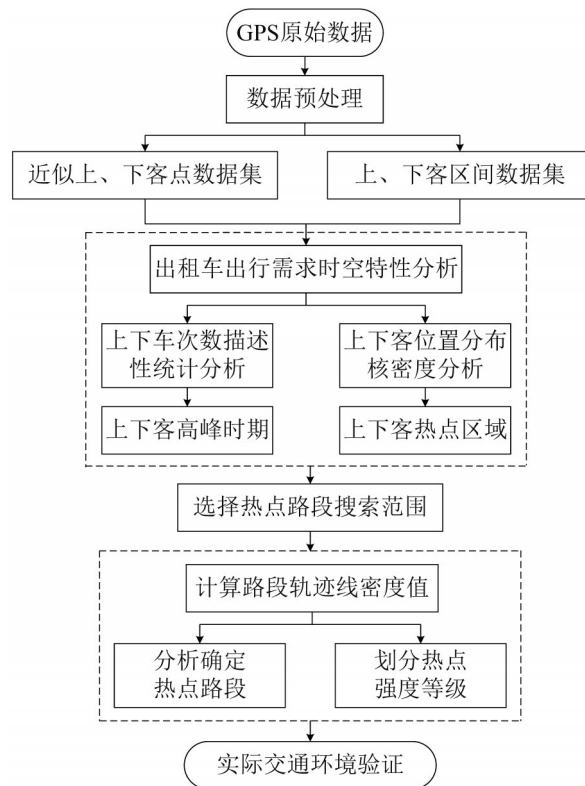 GPS原始数据
数据预处理
近似上、下客点数据集
上、下客区间数据集
出租车出行需求时空特性分析
上下车次数描述
性统计分析
上下客位置分布
核密度分析
上下客高峰时期
上下客热点区域
选择热点路段搜索范围
计算路段轨迹线密度值
分析确定
热点路段
划分热点
强度等级
实际交通环境验证